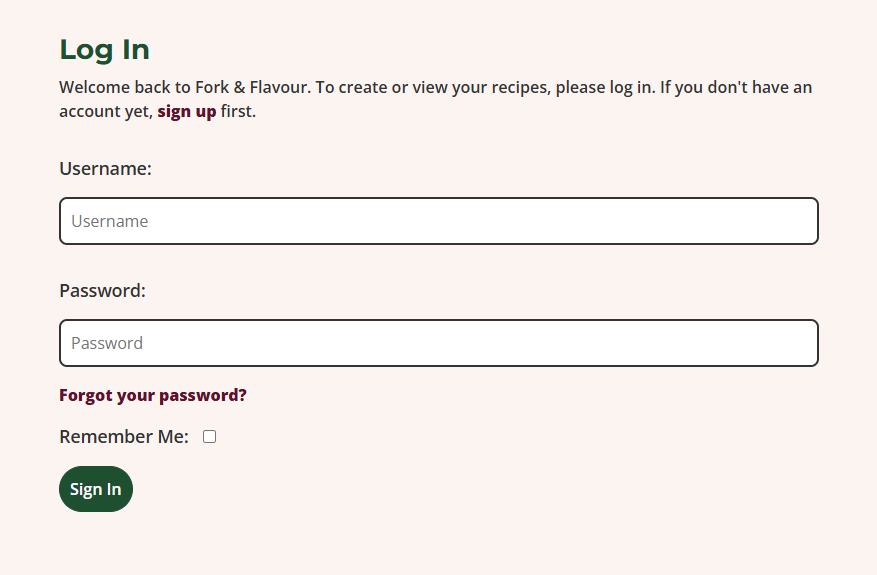 Log In
Welcome back to Fork & Flavour. To create or view your recipes, please log in. If you don't have an
account yet, sign up first.
Username:
Username
Password:
Password
Forgot your password?
Remember Me:
Sign In